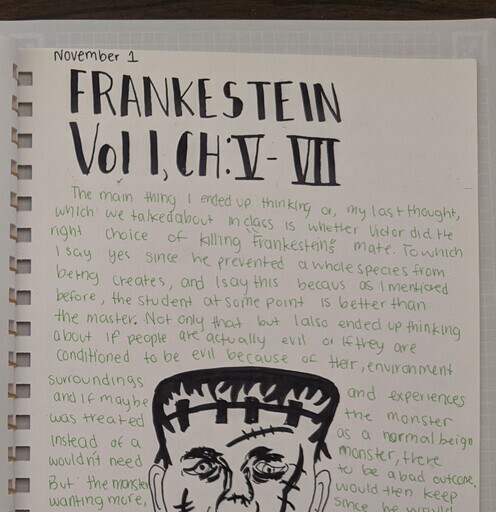 November 1
FRANKESTEIN
Vol I, CH: V - VII
The main thing I ended up thinking or, my last thought,
which we talked about in class is whether Victor did the
right choice of killing Frankestein's mate. To which
I say yes since he prevented a whole species from
being creates, and I say this becaus as I mentioed
before, the student at some point is better than
the master. Not only that but I also ended up thinking
about if people are actually evil or if they are
conditioned to be evil because of their, environment
surroundings and experiences
and if maybe the monster
was treated as a normal beign
instead of a monster, there
wouldn't need to be a bad outcome.
But the monster would then keep
wanting more, since he would